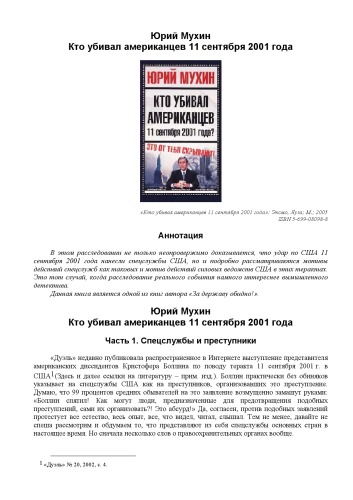 Юрий Мухин
Кто убивал американцев 11 сентября 2001 года
ЮРИЙ МУХИН
КТО УБИВАЛ
АМЕРИКАНЦЕВ
11 сентября 2001 года?
ЭТО ОТ ТЕБЯ СКРЫВАЮТ!
«Кто убивал американцев 11 сентября 2001 года»: Эксмо, Яуза; М.; 2005
ISBN 5-699-08098-8
Аннотация
В этом расследовании не только неопровержимо доказывается, что удар по США 11
сентября 2001 года нанесли спецслужбы США, но и подробно рассматриваются мотивы
действий спецслужб как таковых и мотив действий силовых ведомств США в этих терактах.
Это тот случай, когда расследование реального события намного интереснее вымышленного
детектива.
Данная книга является одной из книг автора «За державу обидно!».
Юрий Мухин
Кто убивал американцев 11 сентября 2001 года
Часть 1. Спецслужбы и преступники
«Дуэль» недавно публиковала распространенное в Интернете выступление представителя
американских диссидентов Кристофера Боллина по поводу теракта 11 сентября 2001 г. в
США1 (Здесь и далее ссылки на литературу – прим. изд.). Боллин практически без обиняков
указывает на спецслужбы США как на преступников, организовавших это преступление.
Думаю, что 99 процентов средних обывателей на это заявление возмущенно замашут руками:
«Боллин спятил! Как могут люди, предназначенные для предотвращения подобных
преступлений, сами их организовать?! Это абсурд!» Да, согласен, против подобных заявлений
протестует все естество, весь опыт, все, что видел, читал, слышал. Тем не менее, давайте не
спеша рассмотрим и обдумаем то, что представляют из себя спецслужбы основных стран в
настоящее время. Но сначала несколько слов о правоохранительных органах вообще.
1 «Дуэль» № 20, 2002, с. 4.